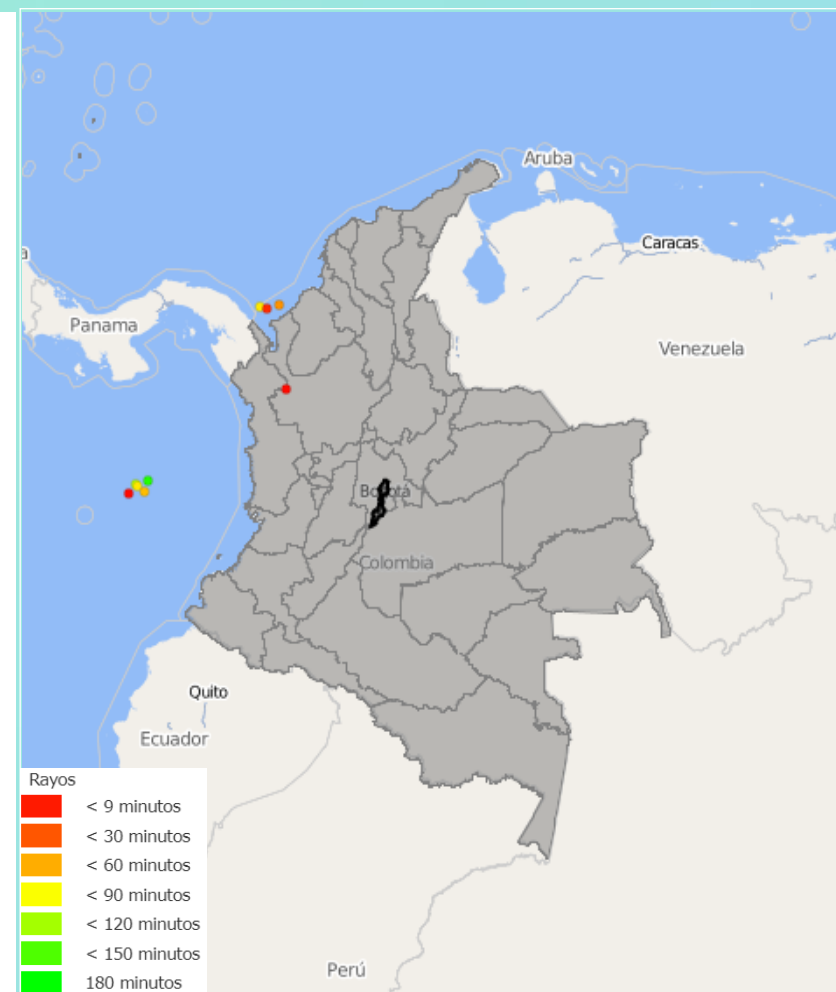 Aruba
Caracas
a
Panama
Venezuela
Bogotá
Colombia
Quito
Ecuador
Rayos
< 9 minutos
< 30 minutos
< 60 minutos
< 90 minutos
< 120 minutos
< 150 minutos
180 minutos
Perú